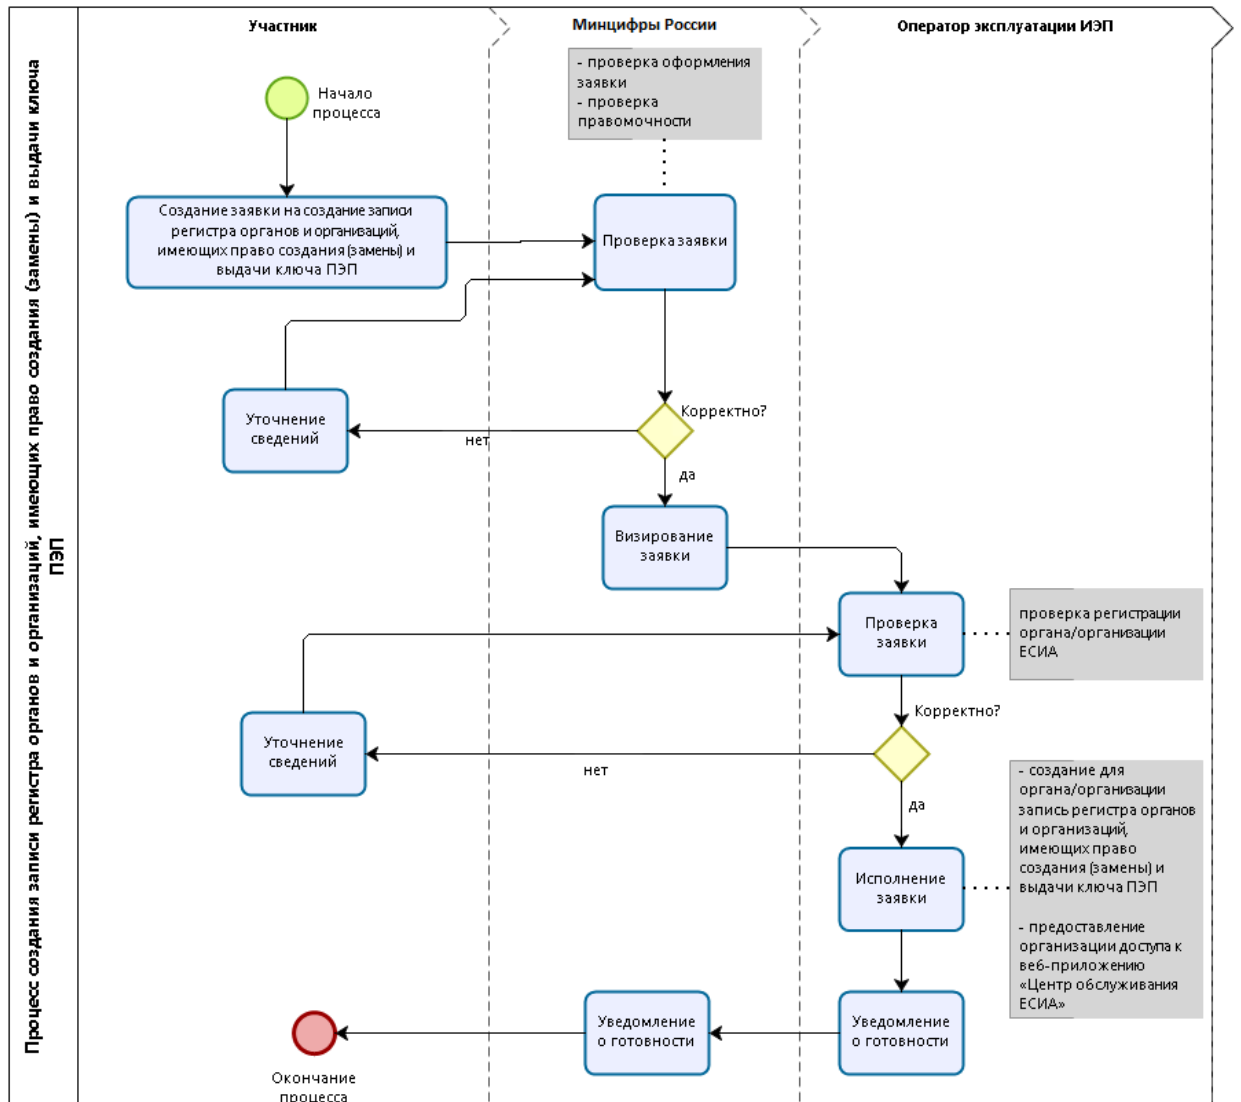 Процесс создания записи регистра органов и организаций, имеющих право создания (замены) и выдачи ключа
ПЭП
Участник
Минцифры России
Оператор эксплуатации ИЭП
Начало
процесса
- проверка оформления
заявки
- проверка
правомочности
Создание заявки на создание записи
регистра органов и организаций,
имеющих право создания (замены) и
выдачи ключа ПЭП
Проверка заявки
Корректно?
нет
да
Уточнение
сведений
Визирование
заявки
Проверка
заявки
проверка регистрации
органа/организации
ЕСИА
Корректно?
нет
да
Уточнение
сведений
- создание для
органа/организации
запись регистра органов
и организаций,
имеющих право
создания (замены) и
выдачи ключа ПЭП
- предоставление
организации доступа к
веб-приложению
«Центр обслуживания
ЕСИА»
Исполнение
заявки
Уведомление
о готовности
Уведомление
о готовности
Окончание
процесса